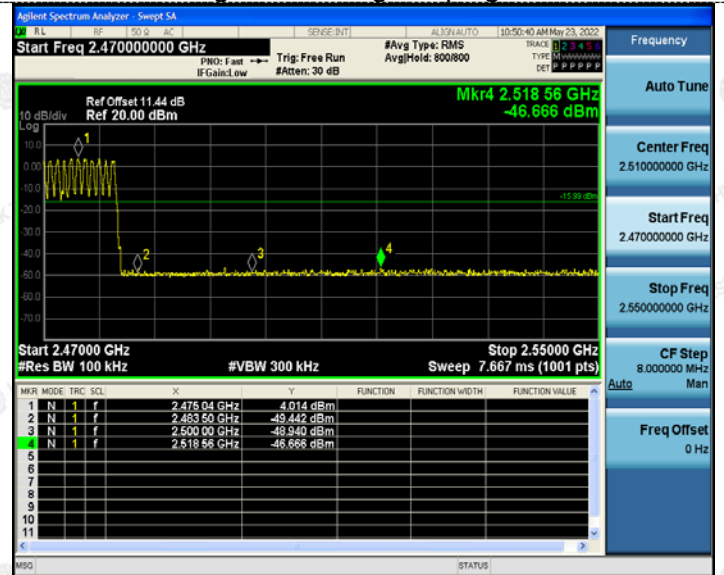 Agilent Spectrum Analyzer - Swept SA
RL RF 50 Ω AC SENSE:INT ALIGNAUTO 10:50:40 AM May 23, 2022
Start Freq 2.470000000 GHz
PNO: Fast
IFGain:Low
Trig: Free Run
#Atten: 30 dB
#Avg Type: RMS
Avg|Hold: 800/800
TRACE 1 2 3 4 5 6
TYPE M
DET P P P P P P
Frequency
Mkr4 2.518 56 GHz
-46.666 dBm
Ref Offset 11.44 dB
10 dB/div Ref 20.00 dBm
Log
10.0
0.00
-10.0
-20.0
-30.0
-40.0
-50.0
-60.0
-70.0
1
2
3
4
-15.99 dBm
Start 2.47000 GHz Stop 2.55000 GHz
#Res BW 100 kHz #VBW 300 kHz Sweep 7.667 ms (1001 pts)
MKR MODE TRC SCL X Y FUNCTION FUNCTION WIDTH FUNCTION VALUE
1 N 1 f 2.475 04 GHz 4.014 dBm
2 N 1 f 2.483 50 GHz -49.442 dBm
3 N 1 f 2.500 00 GHz -48.940 dBm
4 N 1 f 2.518 56 GHz -46.666 dBm
5
6
7
8
9
10
11
MSG STATUS
Auto Tune
Center Freq
2.510000000 GHz
Start Freq
2.470000000 GHz
Stop Freq
2.550000000 GHz
CF Step
8.000000 MHz
Auto Man
Freq Offset
0 Hz